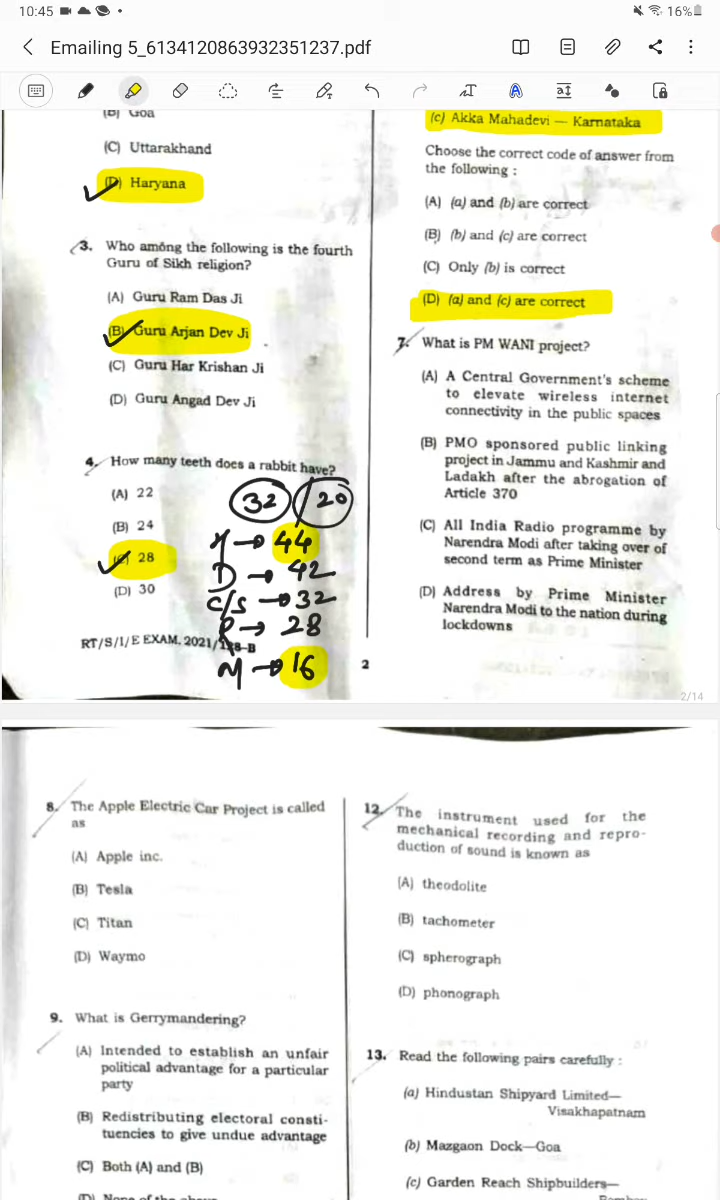 10:45
16%
Emailing 5_6134120863932351237.pdf
(B) Goa
(C) Uttarakhand
(D) Haryana
3. Who among the following is the fourth
Guru of Sikh religion?
(A) Guru Ram Das Ji
(B) Guru Arjan Dev Ji
(C) Guru Har Krishan Ji
(D) Guru Angad Dev Ji
4. How many teeth does a rabbit have?
(A) 22
(B) 24
(C) 28
(D) 30
32 / 20
→ 44
D → 42
C/S → 32
R → 28
M → 16
RT/S/I/E EXAM. 2021/128-B
2
(c) Akka Mahadevi — Karnataka
Choose the correct code of answer from
the following :
(A) (a) and (b) are correct
(B) (b) and (c) are correct
(C) Only (b) is correct
(D) (a) and (c) are correct
7. What is PM WANI project?
(A) A Central Government's scheme
to elevate wireless internet
connectivity in the public spaces
(B) PMO sponsored public linking
project in Jammu and Kashmir and
Ladakh after the abrogation of
Article 370
(C) All India Radio programme by
Narendra Modi after taking over of
second term as Prime Minister
(D) Address by Prime Minister
Narendra Modi to the nation during
lockdowns
2/14
8. The Apple Electric Car Project is called
as
(A) Apple inc.
(B) Tesla
(C) Titan
(D) Waymo
9. What is Gerrymandering?
(A) Intended to establish an unfair
political advantage for a particular
party
(B) Redistributing electoral consti-
tuencies to give undue advantage
(C) Both (A) and (B)
(D) None of the above
12. The instrument used for the
mechanical recording and repro-
duction of sound is known as
(A) theodolite
(B) tachometer
(C) spherograph
(D) phonograph
13. Read the following pairs carefully :
(a) Hindustan Shipyard Limited—
Visakhapatnam
(b) Mazgaon Dock—Goa
(c) Garden Reach Shipbuilders—